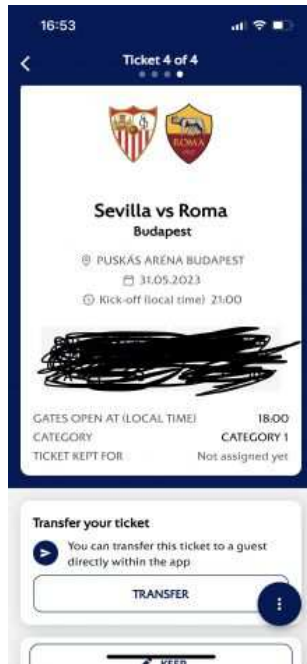 16:53
Ticket 4 of 4
ROMA
Sevilla vs Roma
Budapest
PUSKÁS ARÉNA BUDAPEST
31.05.2023
Kick-off (local time) 21:00
GATES OPEN AT (LOCAL TIME) 18:00
CATEGORY CATEGORY 1
TICKET KEPT FOR Not assigned yet
Transfer your ticket
You can transfer this ticket to a guest
directly within the app
TRANSFER
KEEP